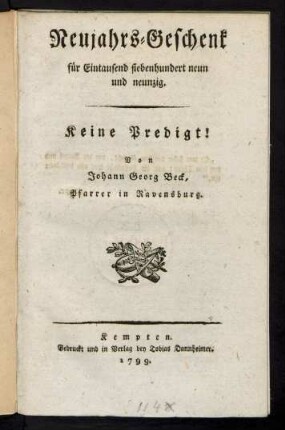 Neujahrs-Geschenk
für Eintausend siebenhundert neun
und neunzig.
Keine Predigt!
Von
Johann Georg Beck,
Pfarrer in Ravensburg.
Kempten.
Gedruckt und in Verlag bey Tobias Dannheimer.
1799.